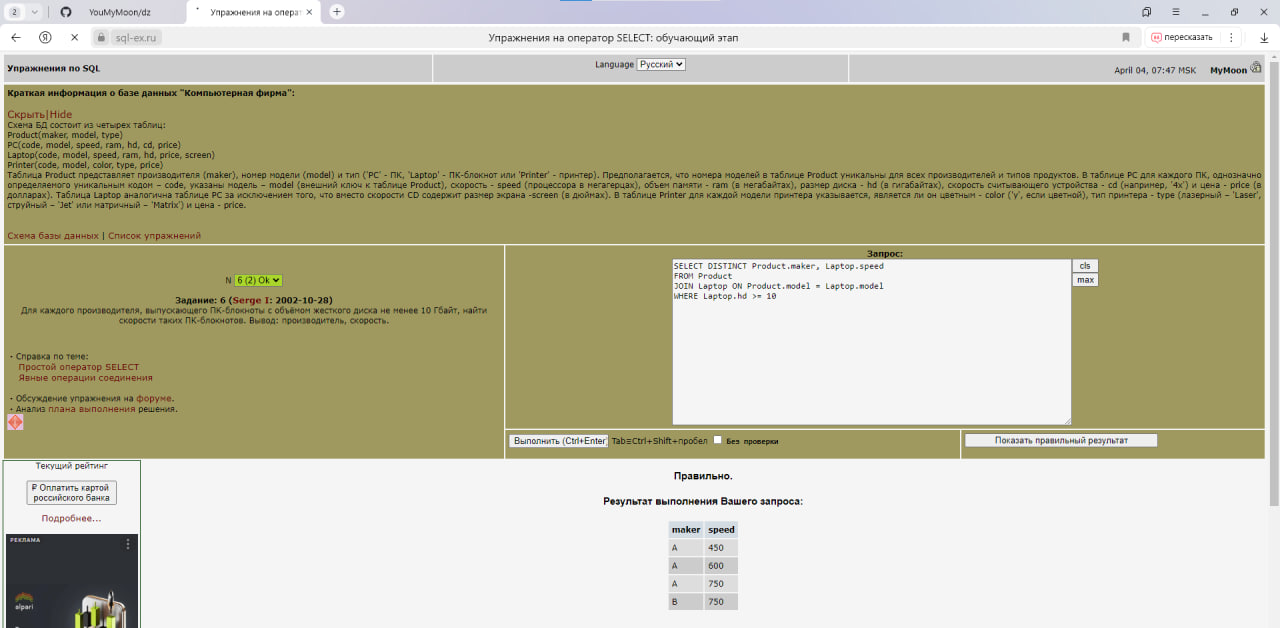 2
YouMyMoon/dz
Упражнения на операт
sql-ex.ru
Упражнения на оператор SELECT: обучающий этап
пересказать
Упражнения по SQL
Language Русский
April 04, 07:47 MSK MyMoon
Краткая информация о базе данных "Компьютерная фирма":
Скрыть|Hide
Схема БД состоит из четырех таблиц:
Product(maker, model, type)
PC(code, model, speed, ram, hd, cd, price)
Laptop(code, model, speed, ram, hd, price, screen)
Printer(code, model, color, type, price)
Таблица Product представляет производителя (maker), номер модели (model) и тип ('PC' - ПК, 'Laptop' - ПК-блокнот или 'Printer' - принтер). Предполагается, что номера моделей в таблице Product уникальны для всех производителей и типов продуктов. В таблице PC для каждого ПК, однозначно
определяемого уникальным кодом – code, указаны модель – model (внешний ключ к таблице Product), скорость - speed (процессора в мегагерцах), объем памяти - ram (в мегабайтах), размер диска - hd (в гигабайтах), скорость считывающего устройства - cd (например, '4x') и цена - price (в
долларах). Таблица Laptop аналогична таблице PC за исключением того, что вместо скорости CD содержит размер экрана -screen (в дюймах). В таблице Printer для каждой модели принтера указывается, является ли он цветным - color ('y', если цветной), тип принтера - type (лазерный – 'Laser',
струйный – 'Jet' или матричный – 'Matrix') и цена - price.
Схема базы данных | Список упражнений
N 6 (2) Ok
Задание: 6 (Serge I: 2002-10-28)
Для каждого производителя, выпускающего ПК-блокноты c объёмом жесткого диска не менее 10 Гбайт, найти
скорости таких ПК-блокнотов. Вывод: производитель, скорость.
· Справка по теме:
Простой оператор SELECT
Явные операции соединения
· Обсуждение упражнения на форуме.
· Анализ плана выполнения решения.
Запрос:
SELECT DISTINCT Product.maker, Laptop.speed
FROM Product
JOIN Laptop ON Product.model = Laptop.model
WHERE Laptop.hd >= 10
cls
max
Выполнить (Ctrl+Enter) Tab≡Ctrl+Shift+пробел Без проверки
Показать правильный результат
Текущий рейтинг
₽ Оплатить картой
российского банка
Подробнее...
РЕКЛАМА
alpari
Правильно.
Результат выполнения Вашего запроса:
maker speed
A 450
A 600
A 750
B 750